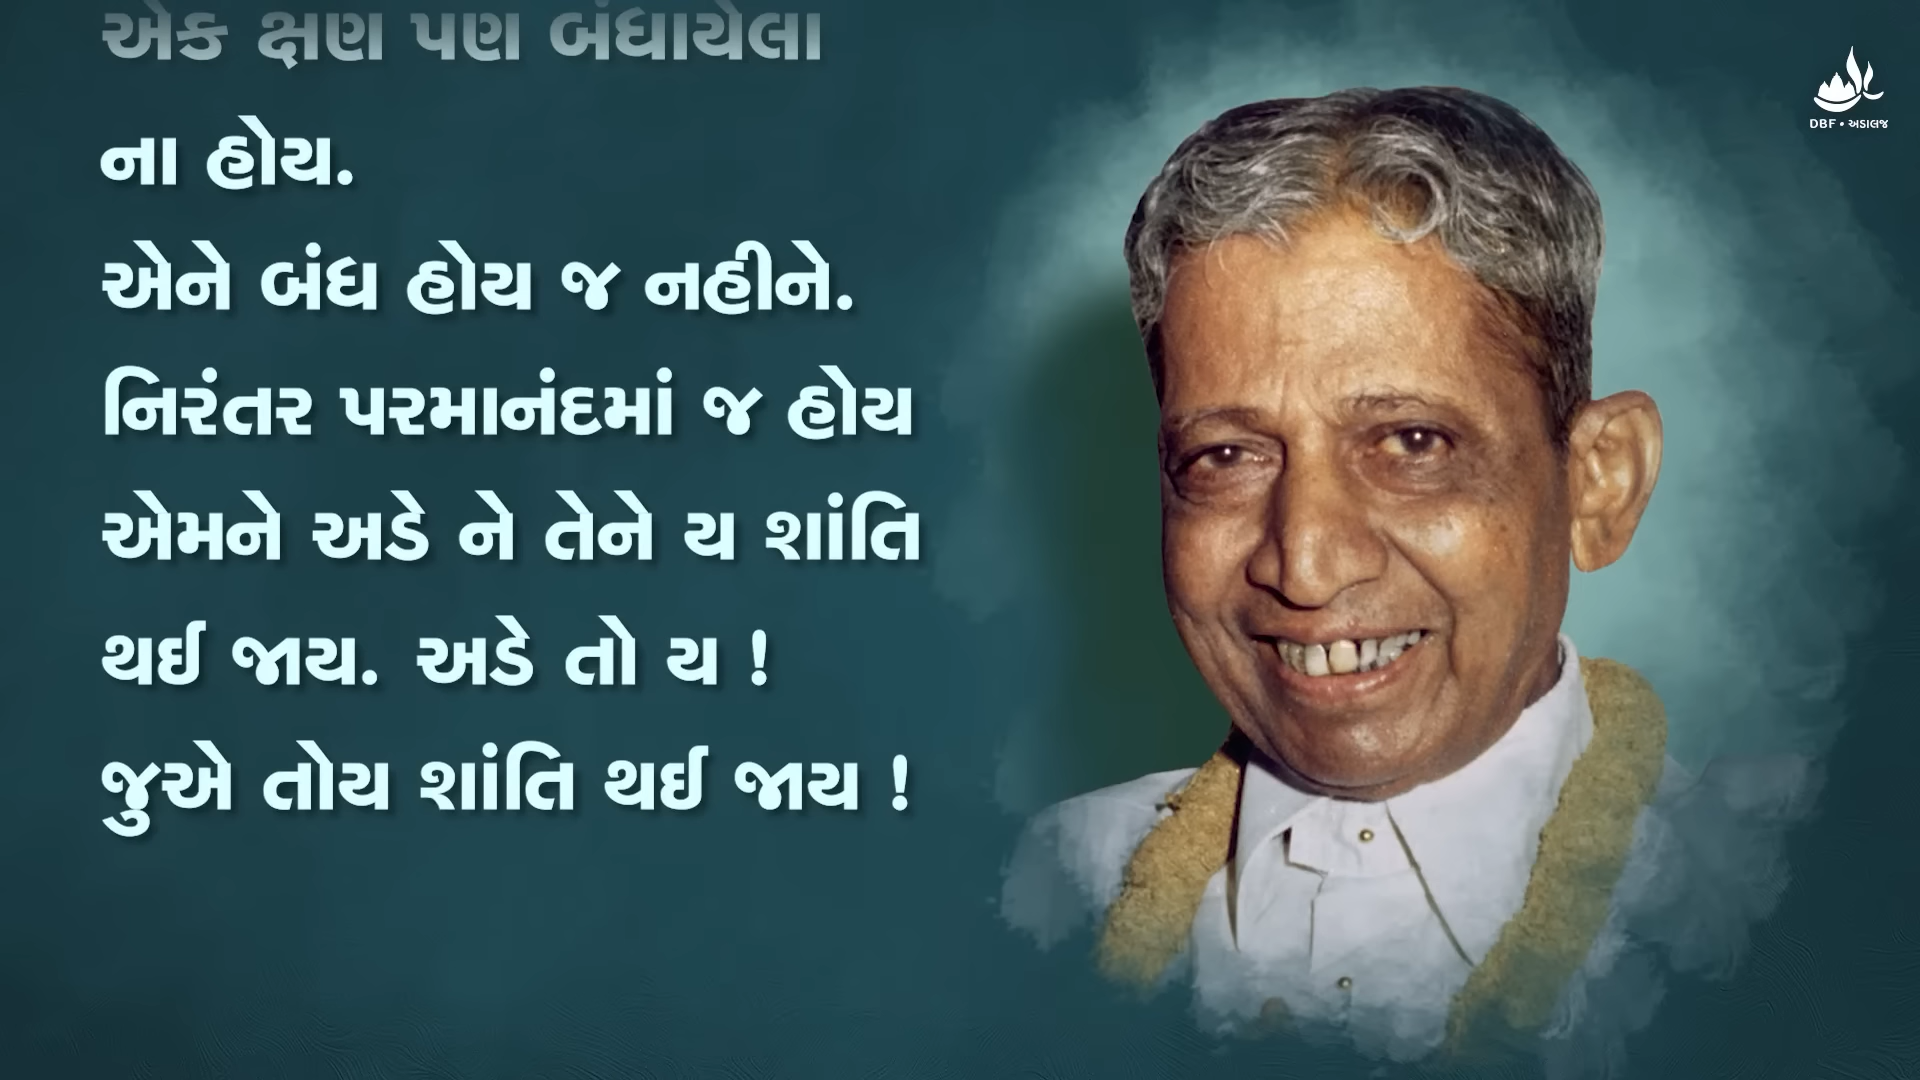 એક ક્ષણ પણ બંધાયેલા
ના હોય.
એને બંધ હોય જ નહીને.
નિરંતર પરમાનંદમાં જ હોય
એમને અડે ને તેને ય શાંતિ
થઈ જાય. અડે તો ય !
જુએ તોય શાંતિ થઈ જાય !
DBF • અડાલજ